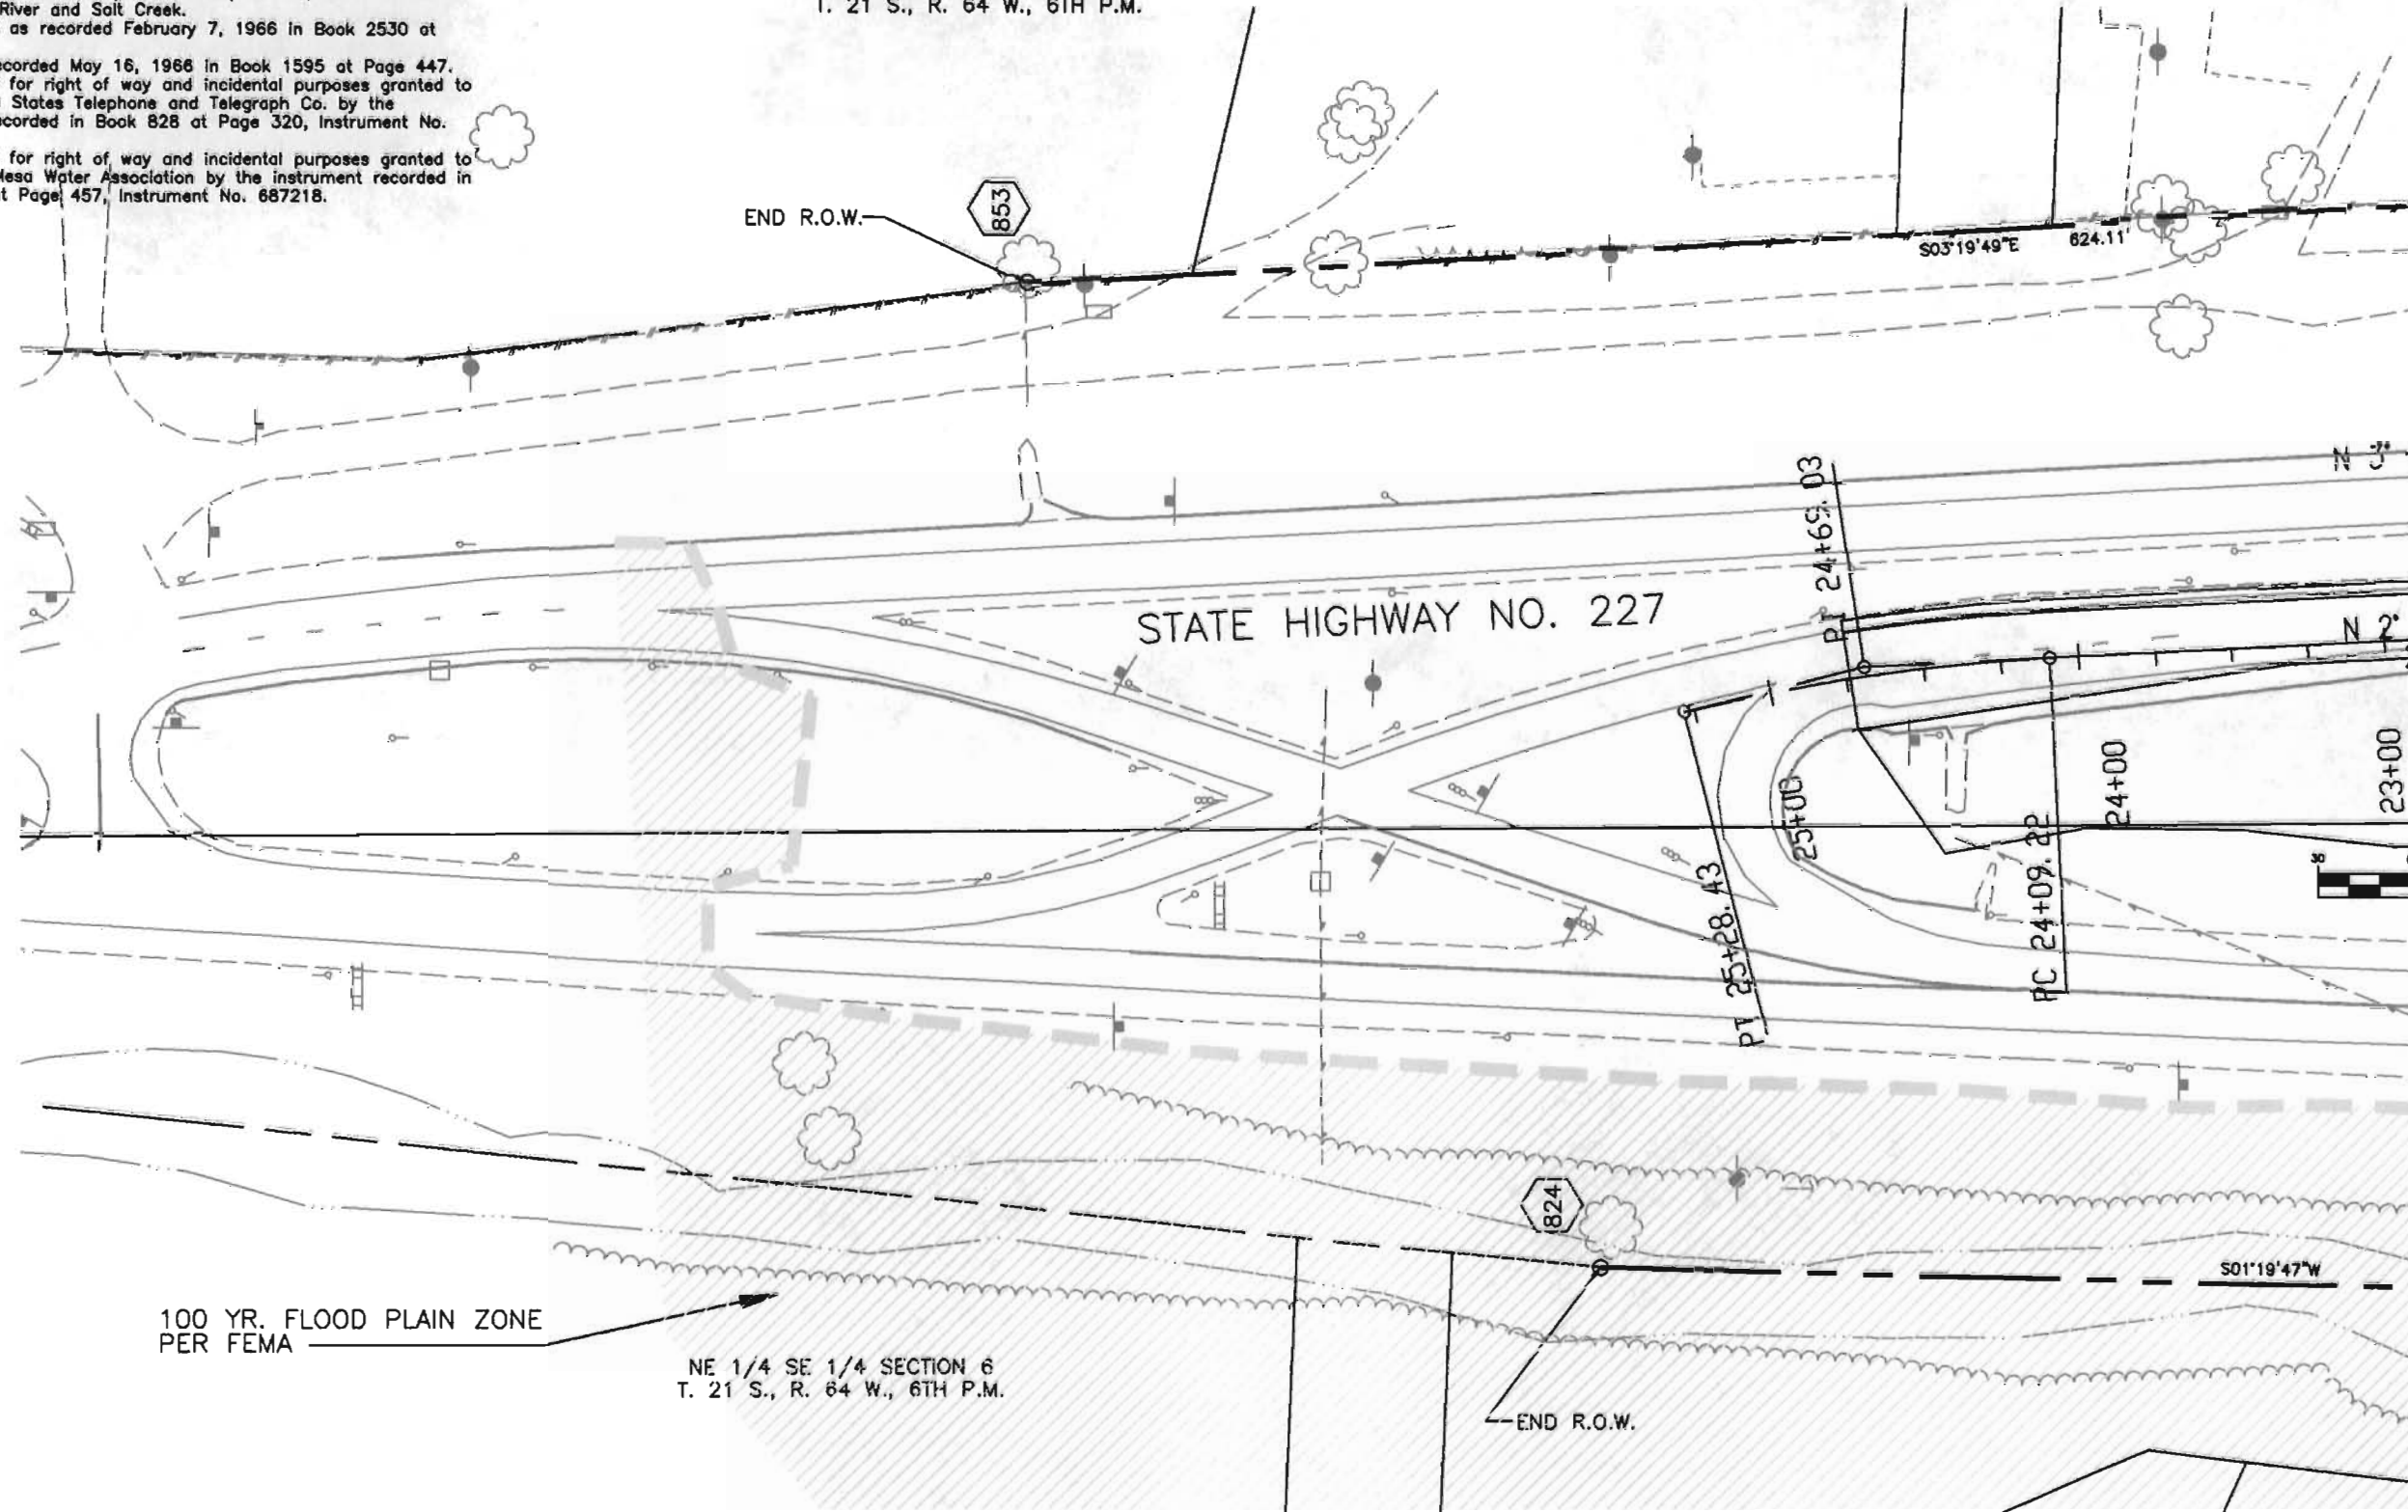 River and Salt Creek.
as recorded February 7, 1966 in Book 2530 at
corded May 16, 1966 in Book 1595 at Page 447.
for right of way and incidental purposes granted to
States Telephone and Telegraph Co. by the
corded in Book 828 at Page 320, Instrument No.
for right of way and incidental purposes granted to
Mesa Water Association by the instrument recorded in
t Page 457, Instrument No. 687218.
T. 21 S., R. 64 W., 6TH P.M.
END R.O.W.
853
S03°19'49"E
624.11'
N 3°
PI 24+69.03
STATE HIGHWAY NO. 227
N 2°
25+00
24+00
23+00
PT 25+28.43
PC 24+09.22
30
824
S01°19'47"W
100 YR. FLOOD PLAIN ZONE
PER FEMA
NE 1/4 SE 1/4 SECTION 6
T. 21 S., R. 64 W., 6TH P.M.
END R.O.W.